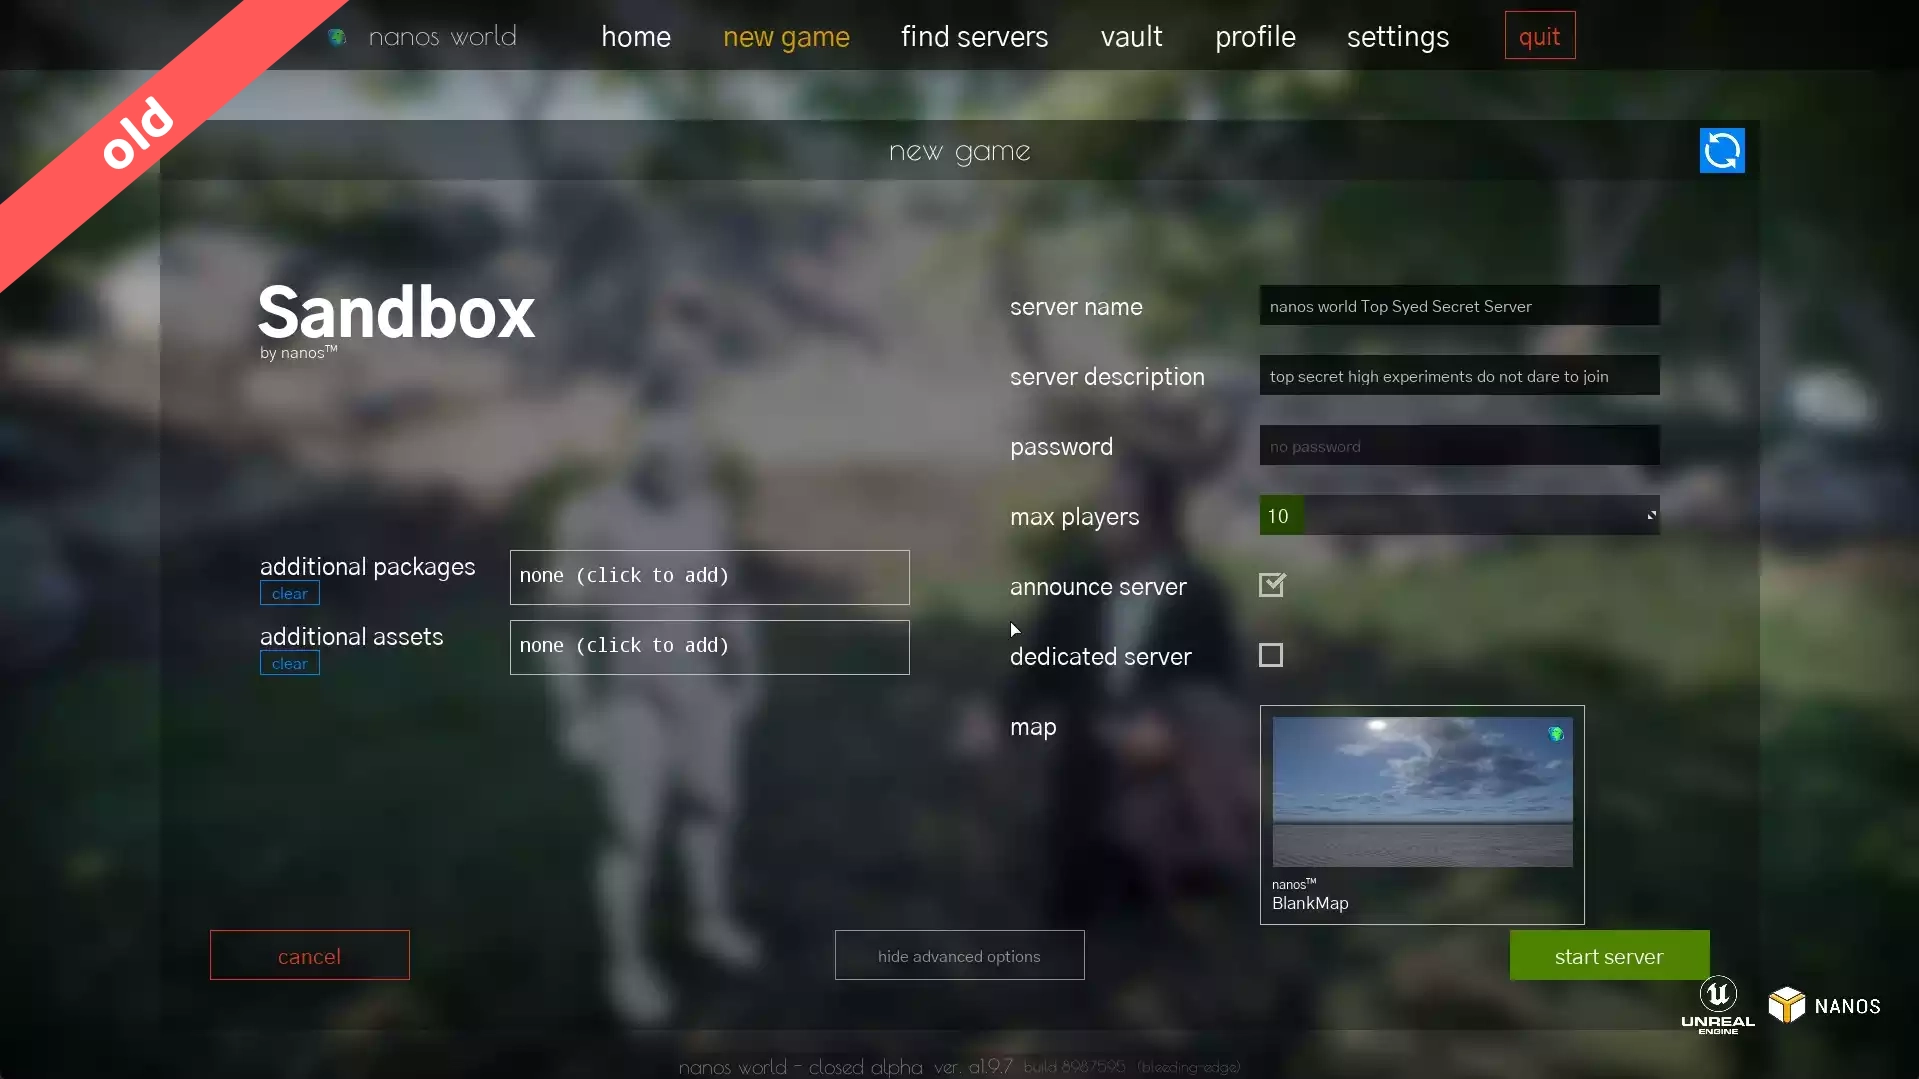 old
nanos world
home
new game
find servers
vault
profile
settings
quit
new game
Sandbox
by nanos™
additional packages
clear
none (click to add)
additional assets
clear
none (click to add)
server name
nanos world Top Syed Secret Server
server description
top secret high experiments do not dare to join
password
no password
max players
10
announce server
dedicated server
map
nanos™
BlankMap
cancel
hide advanced options
start server
UNREAL
ENGINE
NANOS
nanos world - closed alpha ver. a1.9.7 build 8987595 (bleeding-edge)